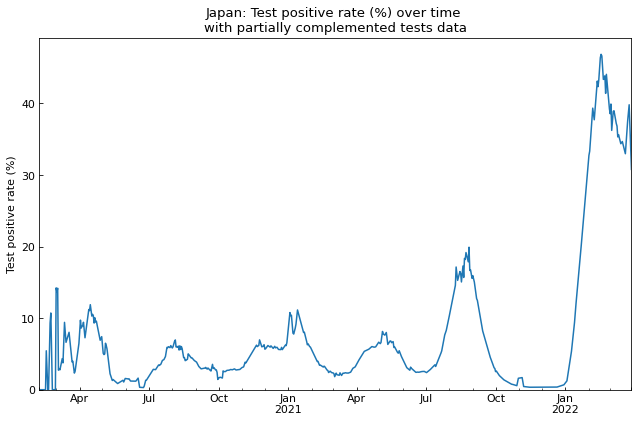 Japan: Test positive rate (%) over time
with partially complemented tests data
Test positive rate (%)
40
30
20
10
0
Apr
Jul
Oct
Jan
2021
Apr
Jul
Oct
Jan
2022